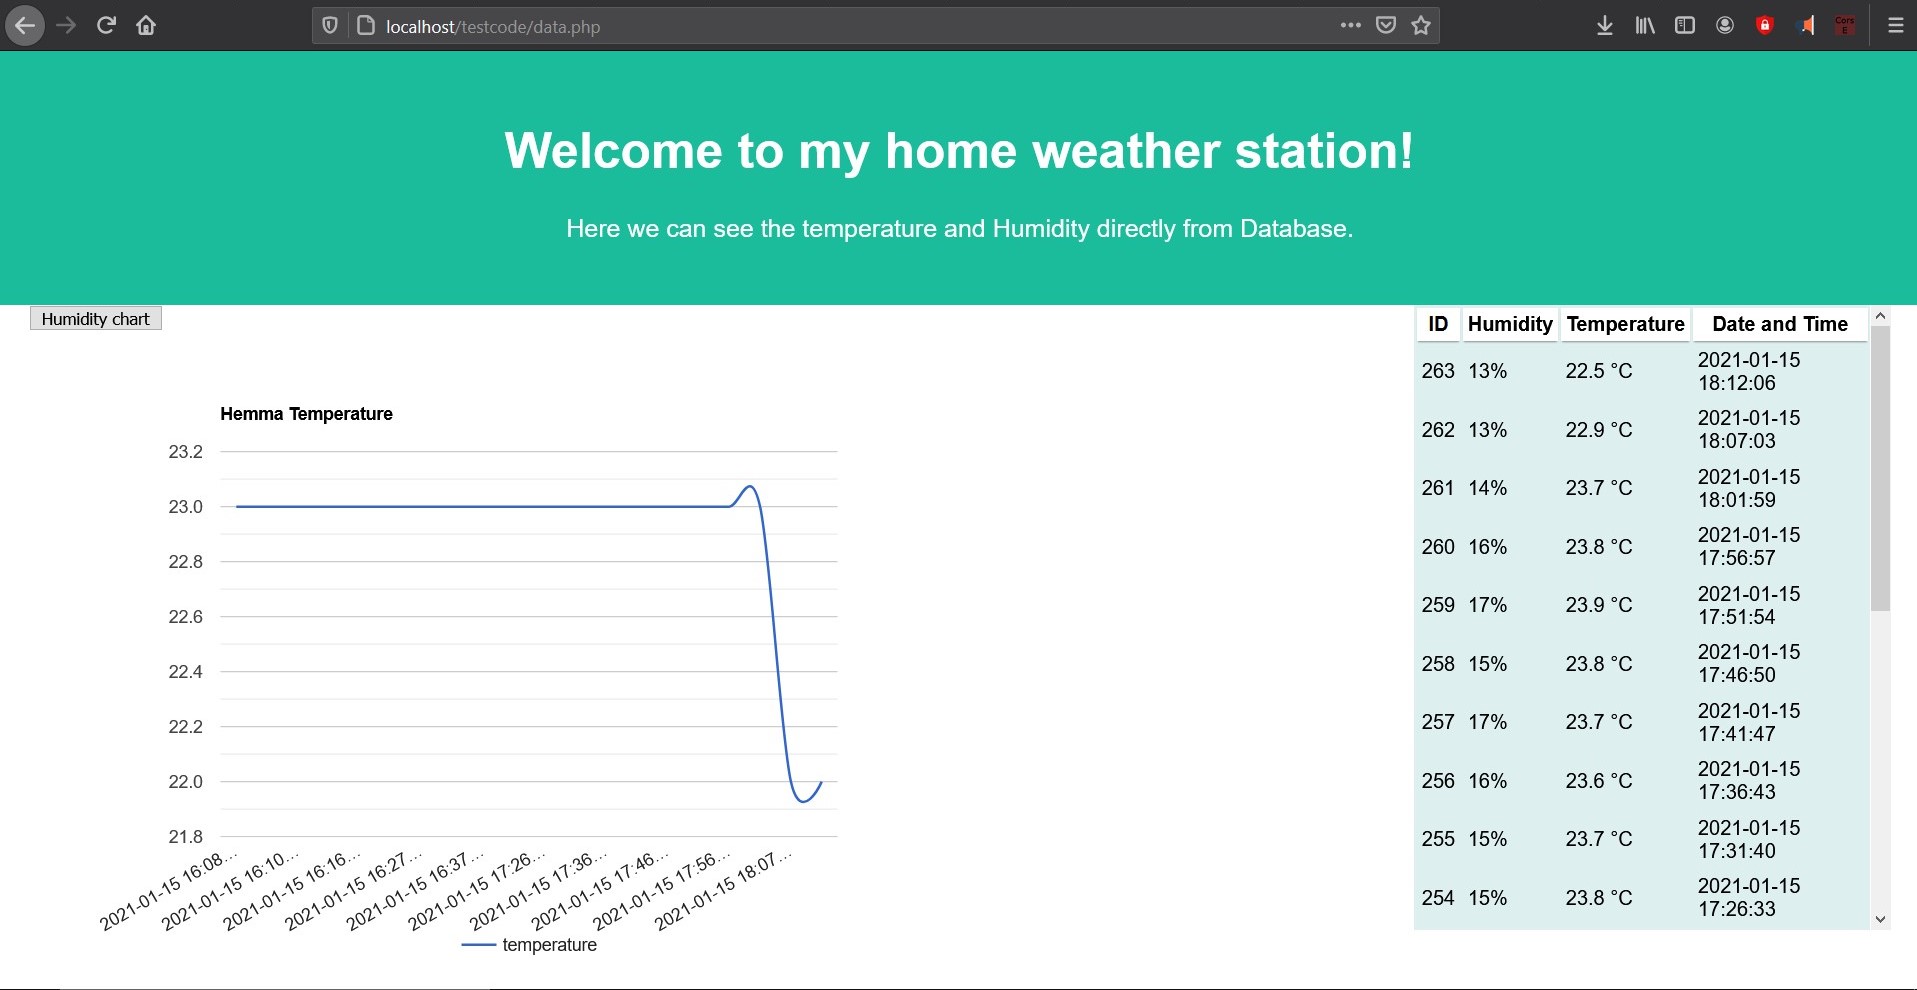 localhost/testcode/data.php
Cors
E
Welcome to my home weather station!
Here we can see the temperature and Humidity directly from Database.
Humidity chart
Hemma Temperature
23.2
23.0
22.8
22.6
22.4
22.2
22.0
21.8
2021-01-15 16:08...
2021-01-15 16:10...
2021-01-15 16:16...
2021-01-15 16:27...
2021-01-15 16:37...
2021-01-15 17:26...
2021-01-15 17:36...
2021-01-15 17:46...
2021-01-15 17:56...
2021-01-15 18:07...
temperature
ID Humidity Temperature Date and Time
263 13% 22.5 °C 2021-01-15
18:12:06
262 13% 22.9 °C 2021-01-15
18:07:03
261 14% 23.7 °C 2021-01-15
18:01:59
260 16% 23.8 °C 2021-01-15
17:56:57
259 17% 23.9 °C 2021-01-15
17:51:54
258 15% 23.8 °C 2021-01-15
17:46:50
257 17% 23.7 °C 2021-01-15
17:41:47
256 16% 23.6 °C 2021-01-15
17:36:43
255 15% 23.7 °C 2021-01-15
17:31:40
254 15% 23.8 °C 2021-01-15
17:26:33